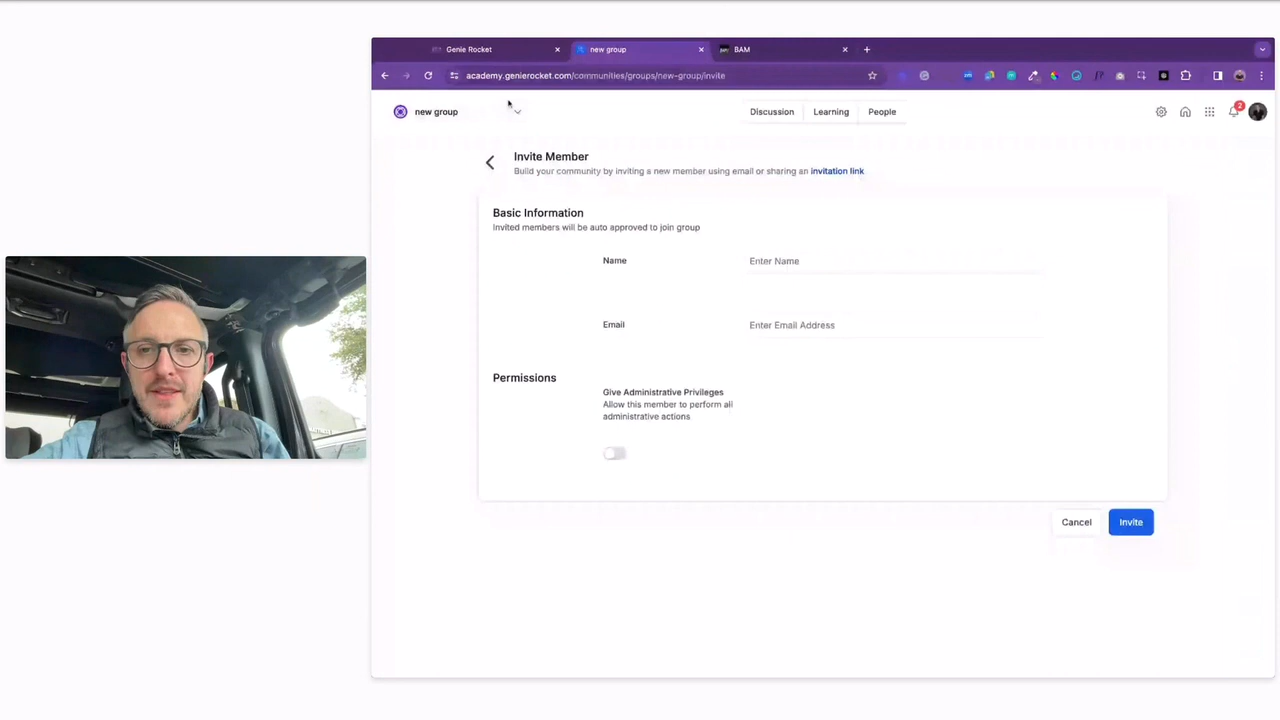 Genie Rocket
new group
BAM
academy.genierocket.com/communities/groups/new-group/invite
new group
Discussion
Learning
People
2
Invite Member
Build your community by inviting a new member using email or sharing an invitation link
Basic Information
Invited members will be auto approved to join group
Name
Enter Name
Email
Enter Email Address
Permissions
Give Administrative Privileges
Allow this member to perform all
administrative actions
Cancel
Invite